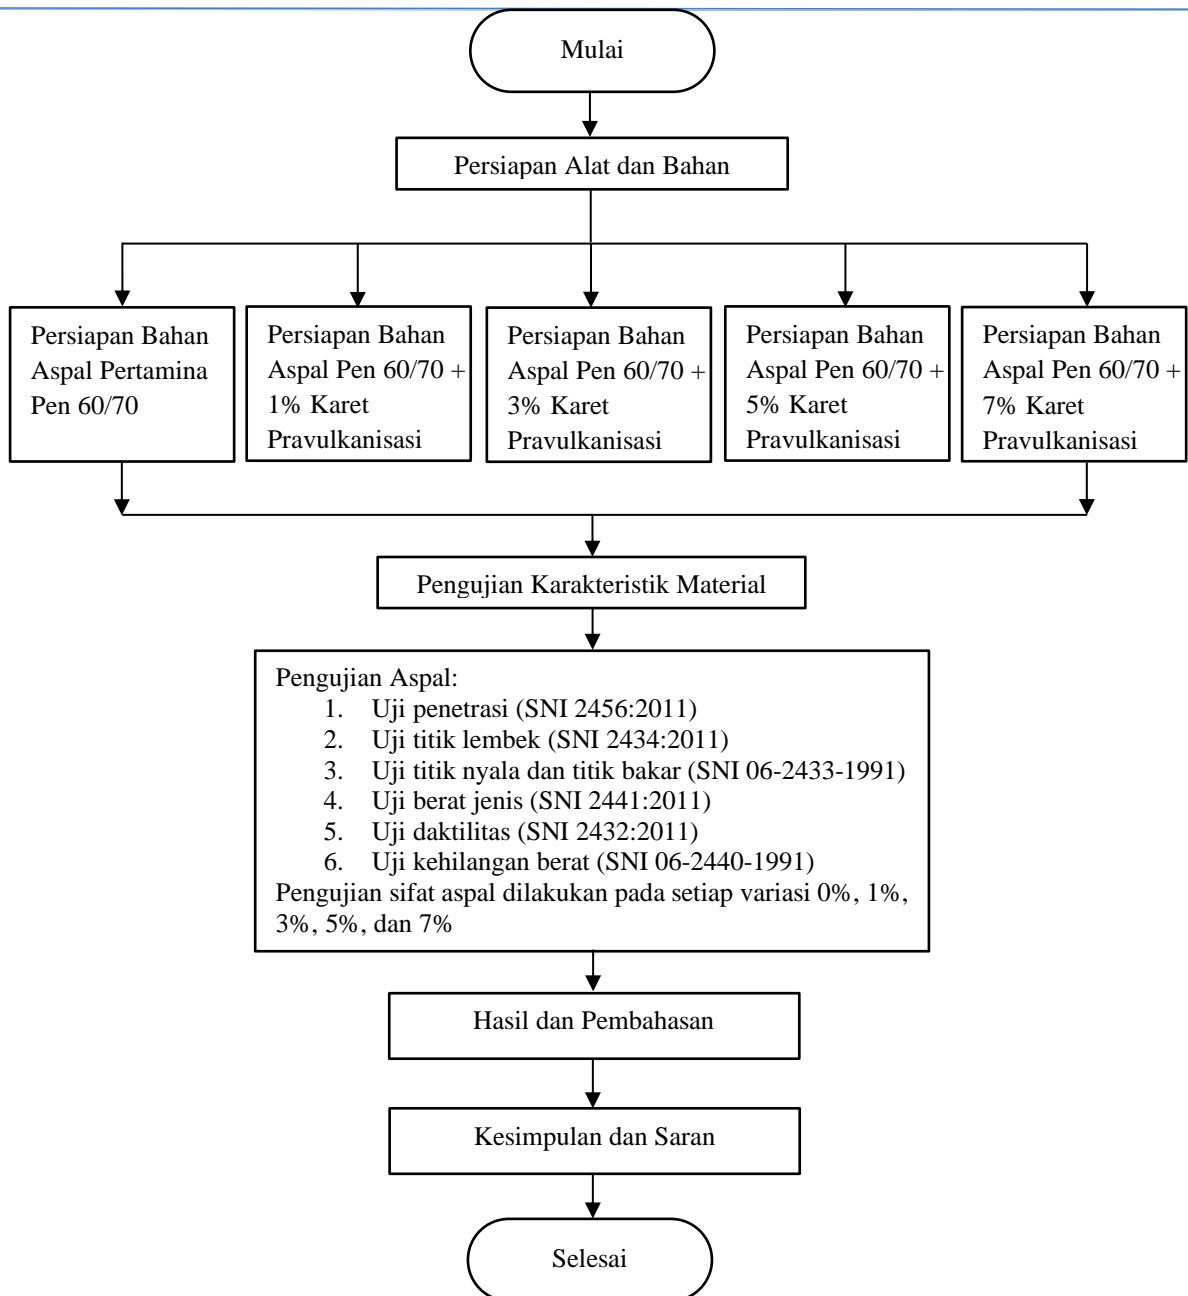 Mulai
Persiapan Alat dan Bahan
Persiapan Bahan
Aspal Pertamina
Pen 60/70
Persiapan Bahan
Aspal Pen 60/70 +
1% Karet
Pravulkanisasi
Persiapan Bahan
Aspal Pen 60/70 +
3% Karet
Pravulkanisasi
Persiapan Bahan
Aspal Pen 60/70 +
5% Karet
Pravulkanisasi
Persiapan Bahan
Aspal Pen 60/70 +
7% Karet
Pravulkanisasi
Pengujian Karakteristik Material
Pengujian Aspal:
1. Uji penetrasi (SNI 2456:2011)
2. Uji titik lembek (SNI 2434:2011)
3. Uji titik nyala dan titik bakar (SNI 06-2433-1991)
4. Uji berat jenis (SNI 2441:2011)
5. Uji daktilitas (SNI 2432:2011)
6. Uji kehilangan berat (SNI 06-2440-1991)
Pengujian sifat aspal dilakukan pada setiap variasi 0%, 1%,
3%, 5%, dan 7%
Hasil dan Pembahasan
Kesimpulan dan Saran
Selesai